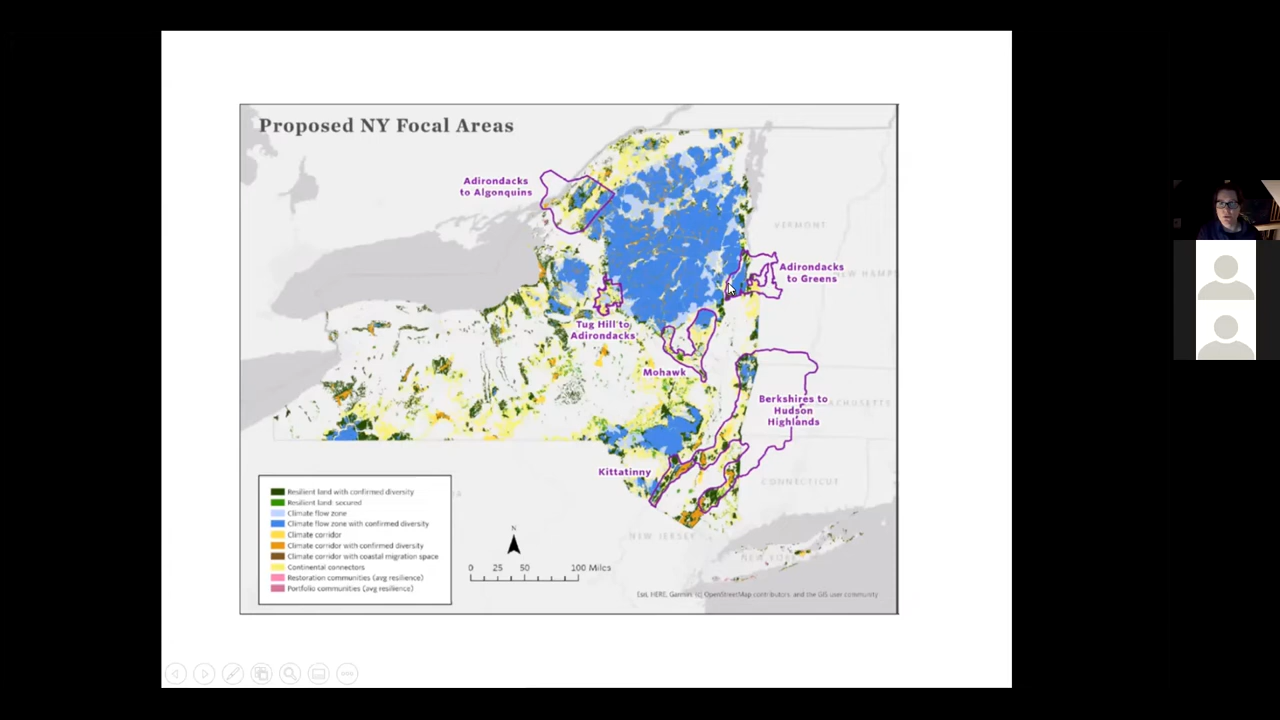 Proposed NY Focal Areas
Adirondacks
to Algonquins
VERMONT
Adirondacks
to Greens
NEW HAMP
Tug Hill to
Adirondacks
Mohawk
Berkshires to
Hudson
Highlands
ACHUSETTS
Kittatinny
CONNECTICUT
NEW JERSEY
NEW YORK
Resilient land with confirmed diversity
Resilient land: secured
Climate flow zone
Climate flow zone with confirmed diversity
Climate corridor
Climate corridor with confirmed diversity
Climate corridor with coastal migration space
Continental connectors
Restoration communities (avg resilience)
Portfolio communities (avg resilience)
N
0 25 50 100 Miles
Esri, HERE, Garmin, (c) OpenStreetMap contributors, and the GIS user community